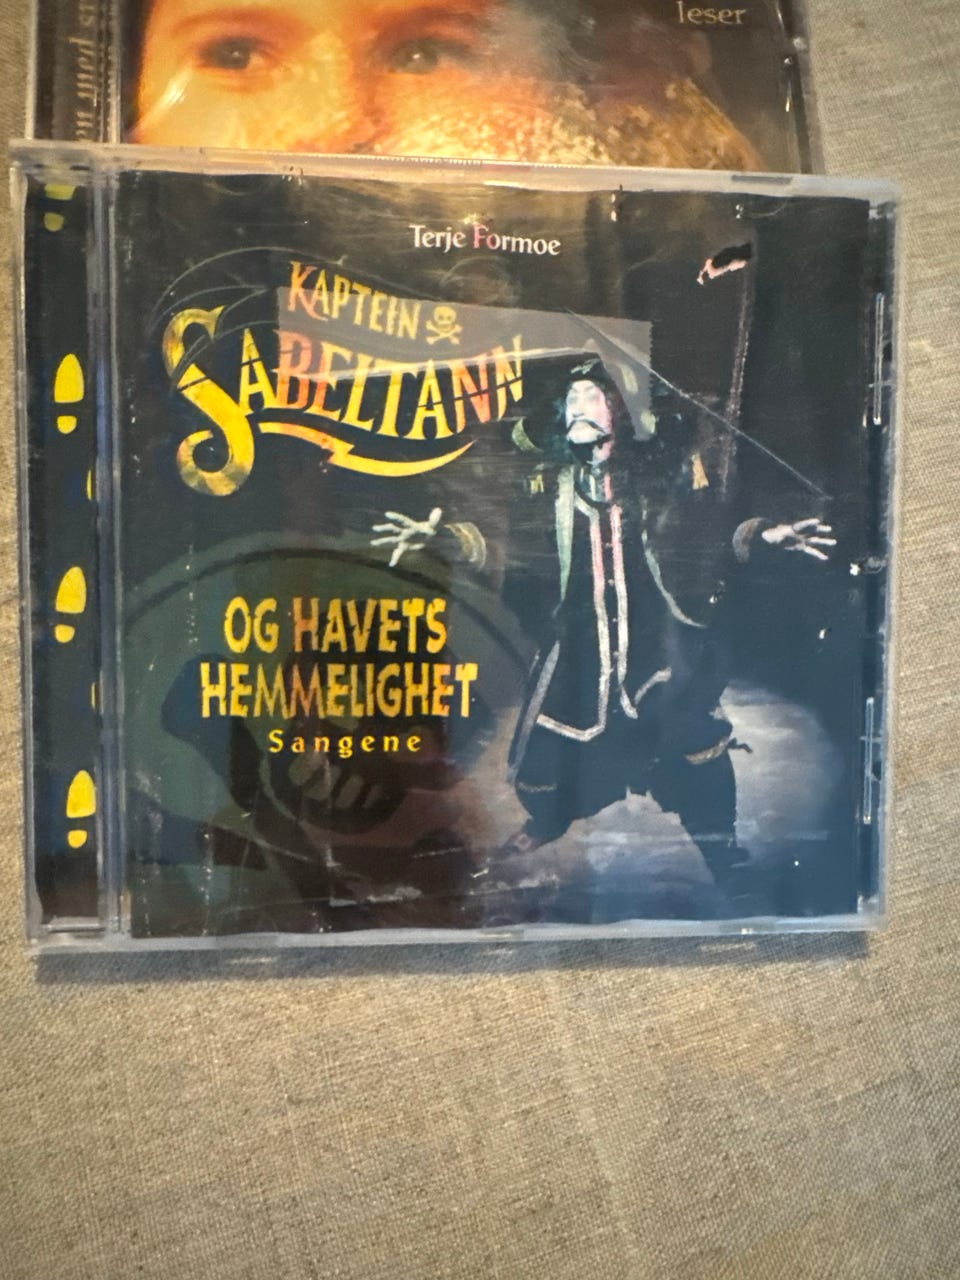 leser
Terje Formoe
KAPTEIN
SABELTANN
OG HAVETS
HEMMELIGHET
Sangene